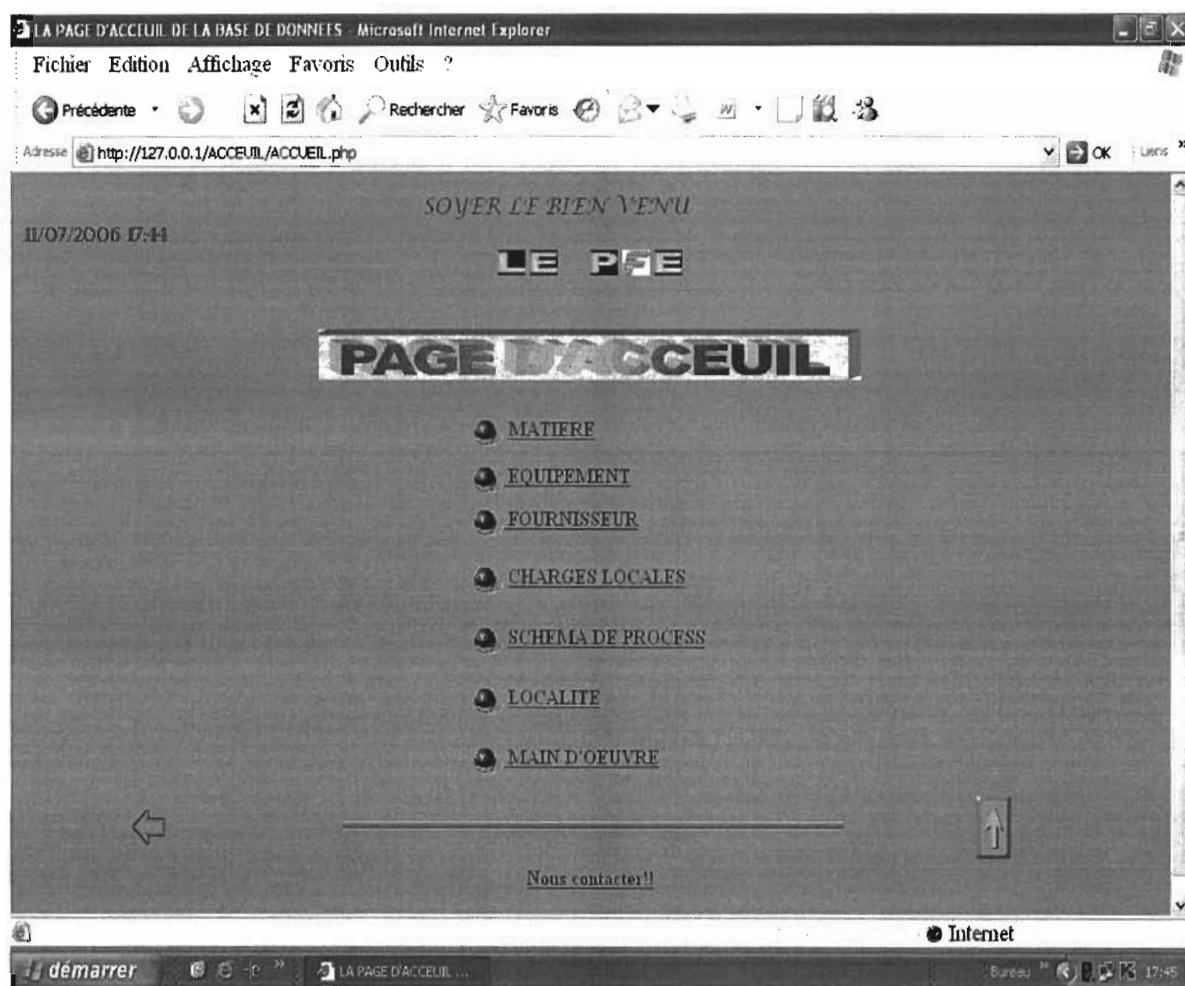 LA PAGE D'ACCEUIL DE LA BASE DE DONNEES - Microsoft Internet Explorer
Fichier Edition Affichage Favoris Outils ?
Précédente Rechercher Favoris
Adresse http://127.0.0.1/ACCEUIL/ACCUEIL.php OK Liens »
SOYER LE BIEN VENU
11/07/2006 17:44
LE PFE
PAGE D'ACCEUIL
MATIERE
EQUIPEMENT
FOURNISSEUR
CHARGES LOCALES
SCHEMA DE PROCESS
LOCALITE
MAIN D'OEUVRE
Nous contacter!!
Internet
démarrer » LA PAGE D'ACCEUIL ... Bureau » 17:45